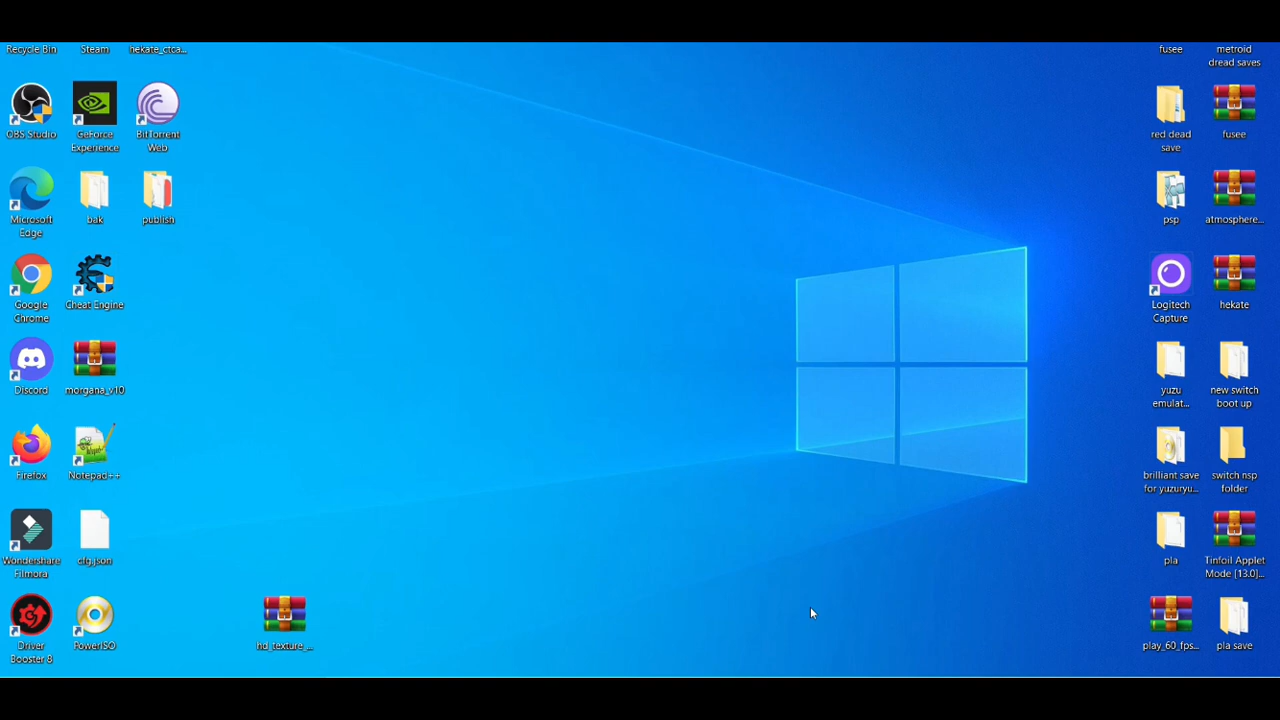 Recycle Bin
Steam
hekate_ctca...
OBS Studio
GeForce
Experience
BitTorrent
Web
Microsoft
Edge
bak
publish
Google
Chrome
Cheat Engine
Discord
morgana_v10
Firefox
Notepad++
Wondershare
Filmora
cfg.json
Driver
Booster 8
PowerISO
hd_texture_...
fusee
metroid
dread saves
red dead
save
fusee
psp
atmosphere...
Logitech
Capture
hekate
yuzu
emulat...
new switch
boot up
brilliant save
for yuzuryu...
switch nsp
folder
pla
Tinfoil Applet
Mode [13.0]...
play_60_fps...
pla save